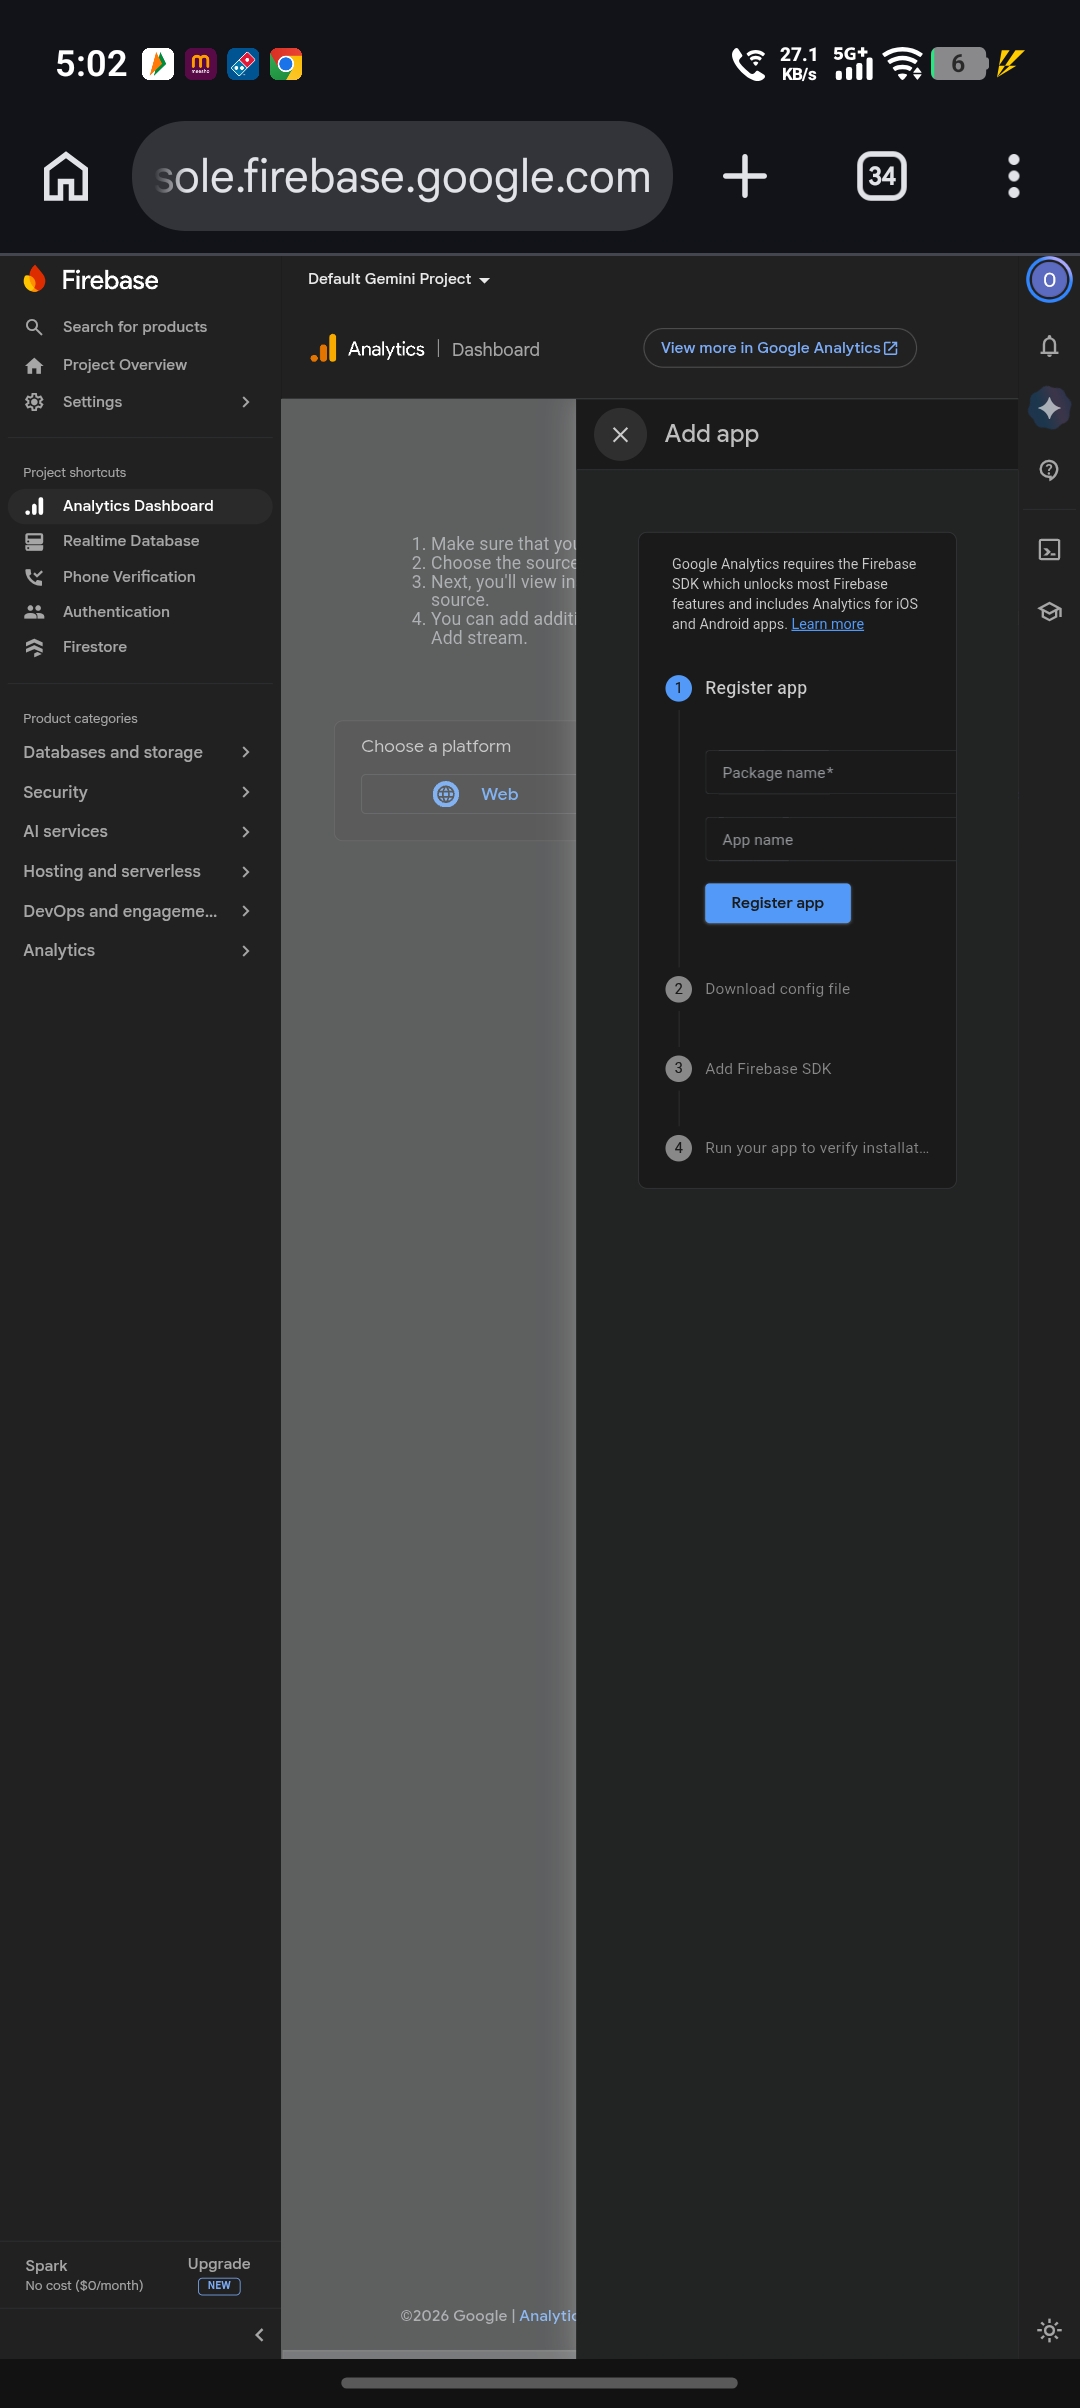 5:02
27.1
KB/s
5G+
6
sole.firebase.google.com
34
Firebase
Search for products
Project Overview
Settings
Project shortcuts
Analytics Dashboard
Realtime Database
Phone Verification
Authentication
Firestore
Product categories
Databases and storage
Security
AI services
Hosting and serverless
DevOps and engageme...
Analytics
Spark
No cost ($0/month)
Upgrade
NEW
Default Gemini Project
Analytics | Dashboard
View more in Google Analytics
O
1. Make sure that you
2. Choose the source
3. Next, you'll view in
source.
4. You can add additi
Add stream.
Choose a platform
Web
©2026 Google | Analytic
Add app
Google Analytics requires the Firebase
SDK which unlocks most Firebase
features and includes Analytics for iOS
and Android apps. Learn more
1 Register app
Package name*
App name
Register app
2 Download config file
3 Add Firebase SDK
4 Run your app to verify installat...